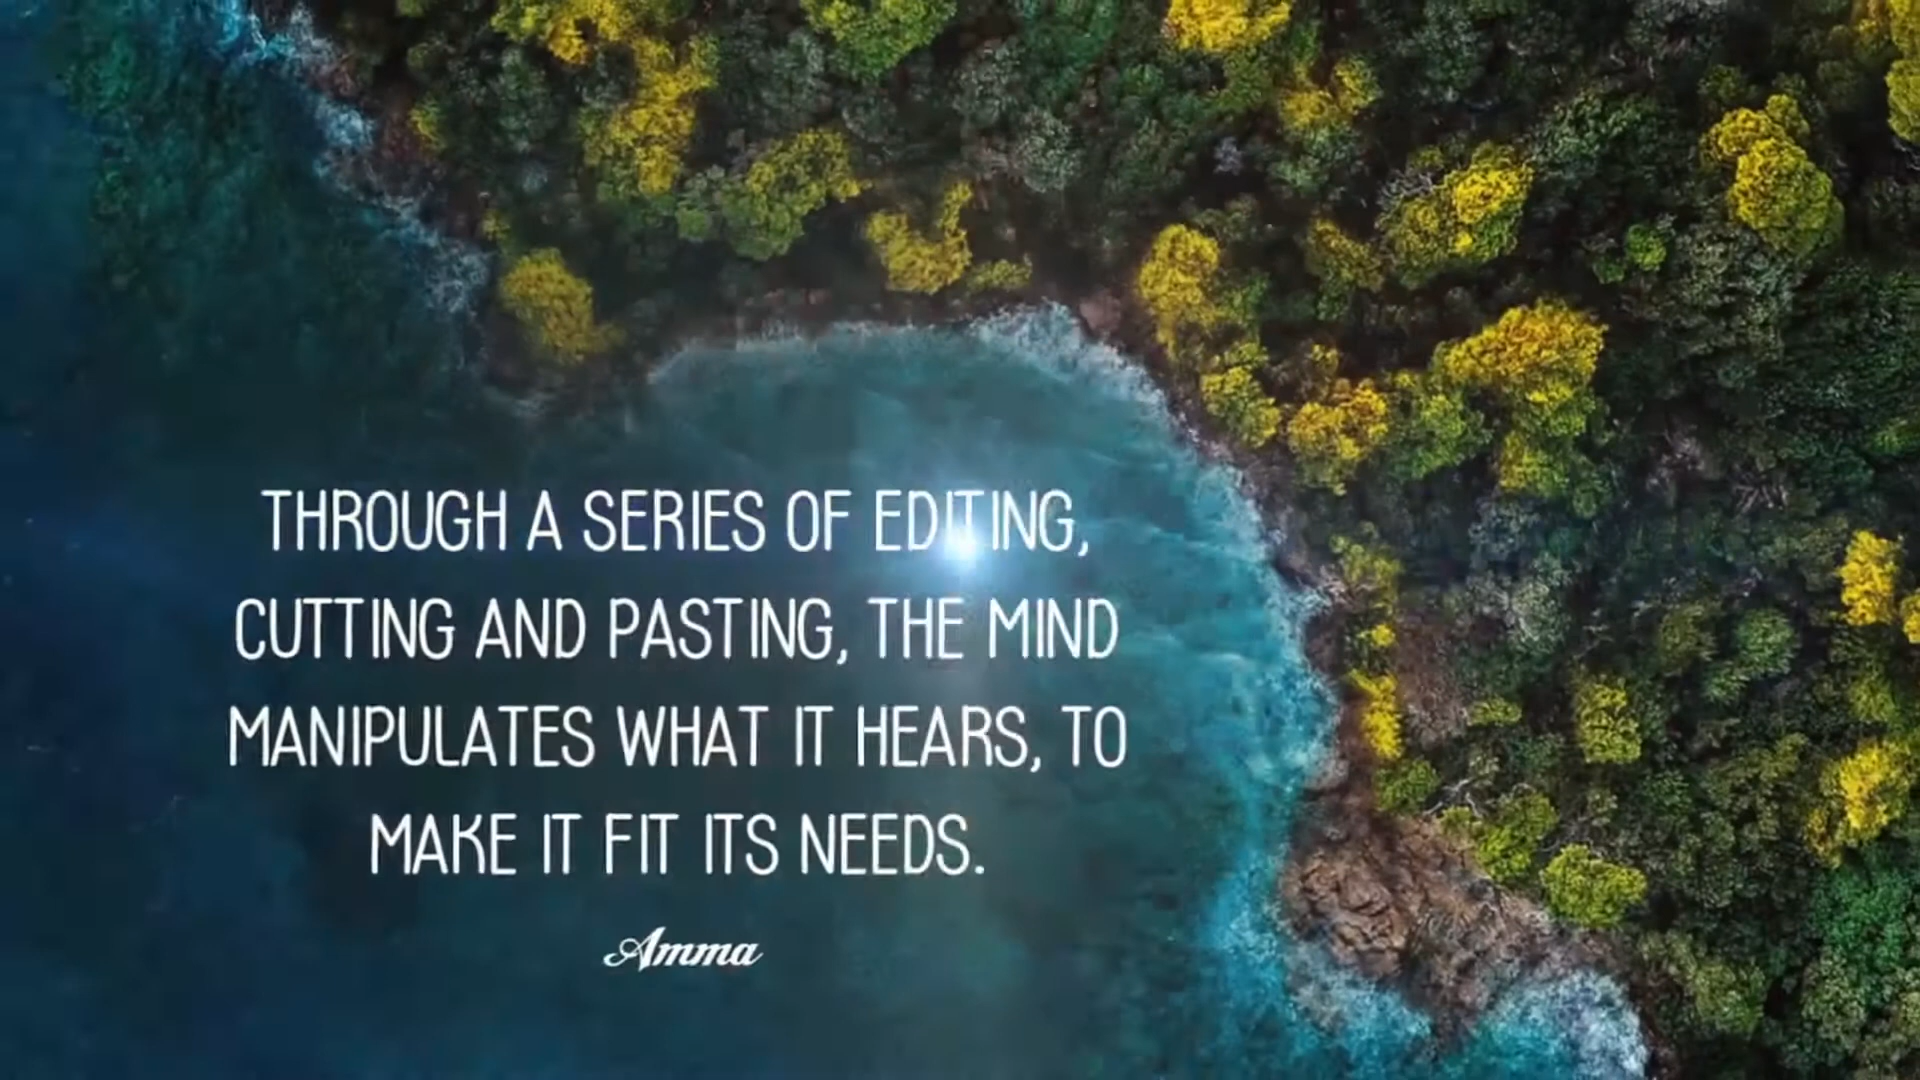 THROUGH A SERIES OF EDITING,
CUTTING AND PASTING, THE MIND
MANIPULATES WHAT IT HEARS, TO
MAKE IT FIT ITS NEEDS.
Amma